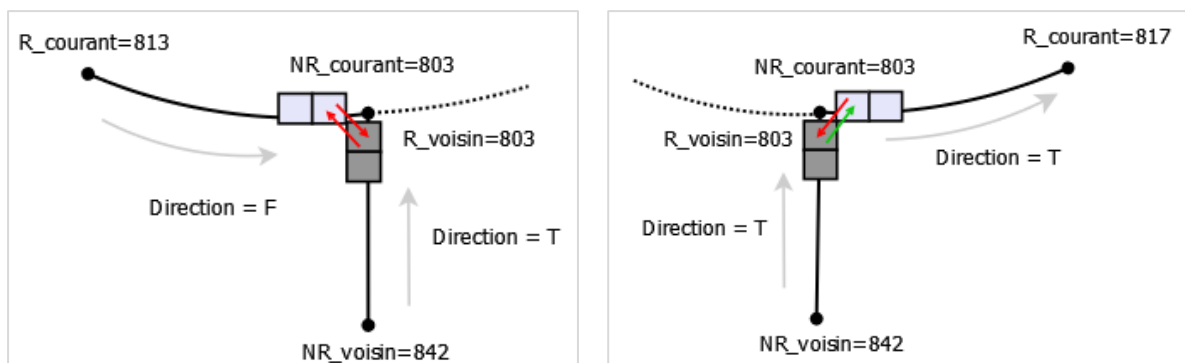 R_courant=813
NR_courant=803
R_voisin=803
Direction = F
Direction = T
NR_voisin=842
R_courant=817
NR_courant=803
R_voisin=803
Direction = T
Direction = T
NR_voisin=842